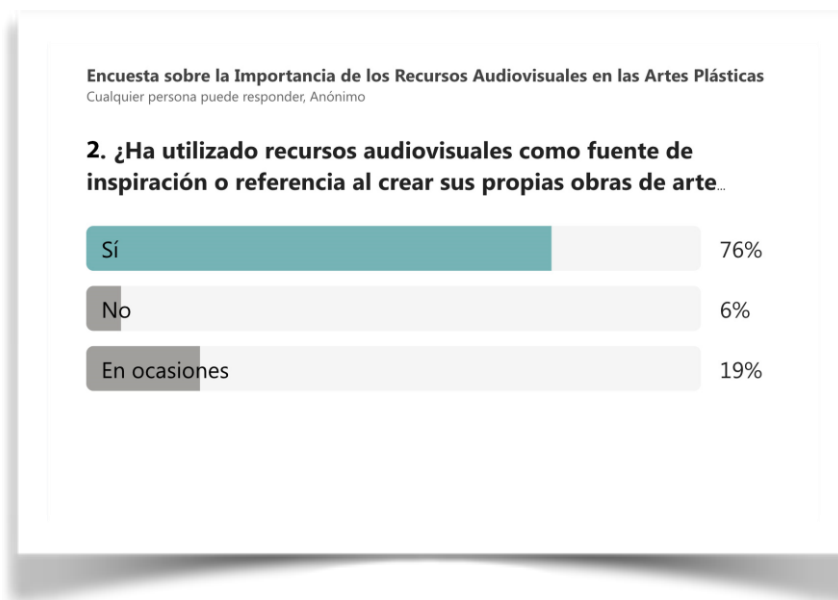 Encuesta sobre la Importancia de los Recursos Audiovisuales en las Artes Plásticas
Cualquier persona puede responder, Anónimo
2. ¿Ha utilizado recursos audiovisuales como fuente de
inspiración o referencia al crear sus propias obras de arte...
Sí 76%
No 6%
En ocasiones 19%